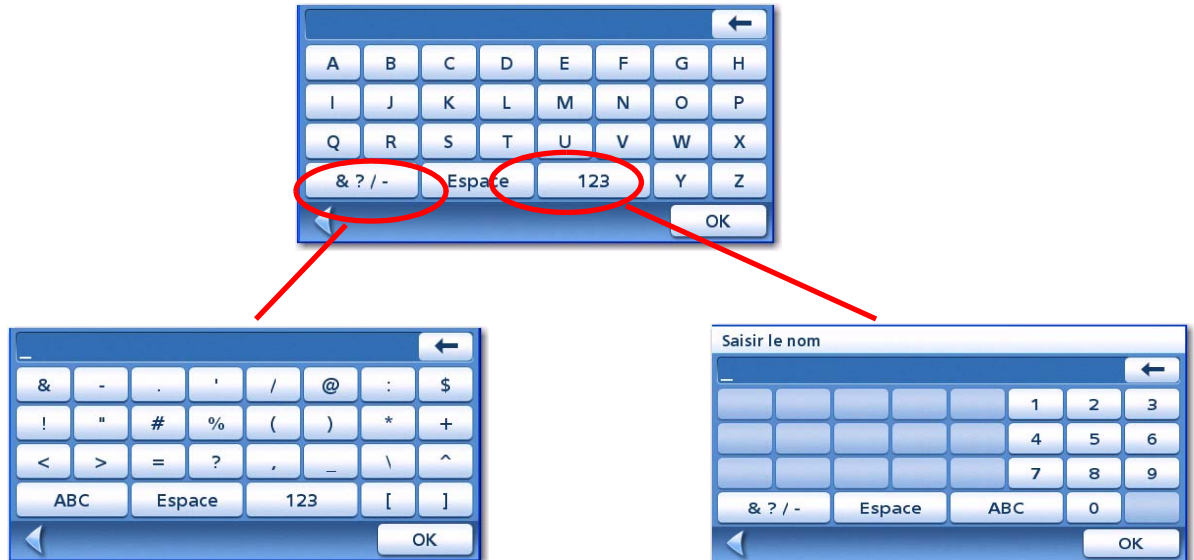 A B C D E F G H
I J K L M N O P
Q R S T U V W X
& ? / - Espace 123 Y Z
OK
_
& - . ' / @ : $
! " # % ( ) * +
< > = ? , _ \ ^
ABC Espace 123 [ ]
OK
Saisir le nom
_
1 2 3
4 5 6
7 8 9
& ? / - Espace ABC 0
OK